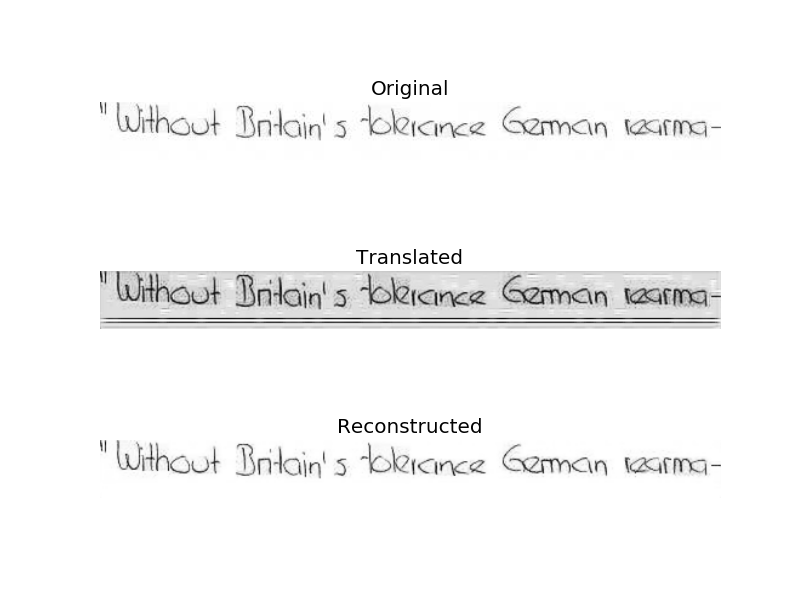 Original
"Without Britain's tolerance German rearma-
Translated
"Without Britain's tolerance German rearma-
Reconstructed
"Without Britain's tolerance German rearma-